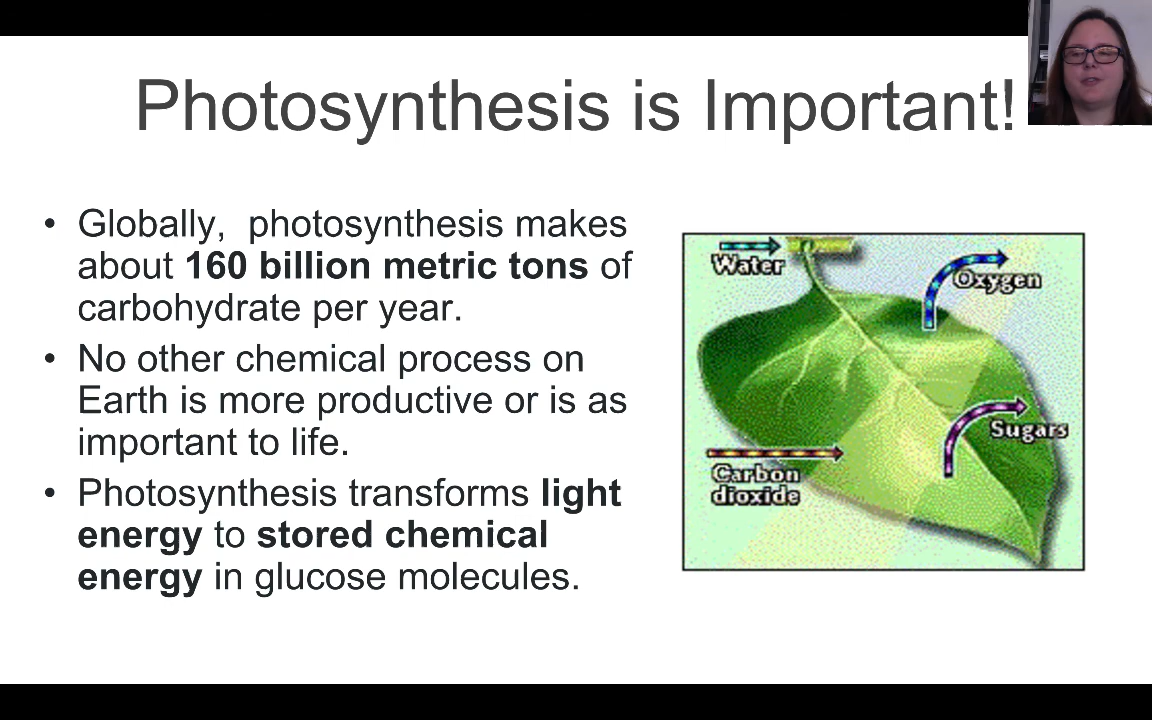 Photosynthesis is Important!
• Globally,  photosynthesis makes
about 160 billion metric tons of
carbohydrate per year.
• No other chemical process on
Earth is more productive or is as
important to life.
• Photosynthesis transforms light
energy to stored chemical
energy in glucose molecules.
Water
Oxygen
Sugars
Carbon
dioxide